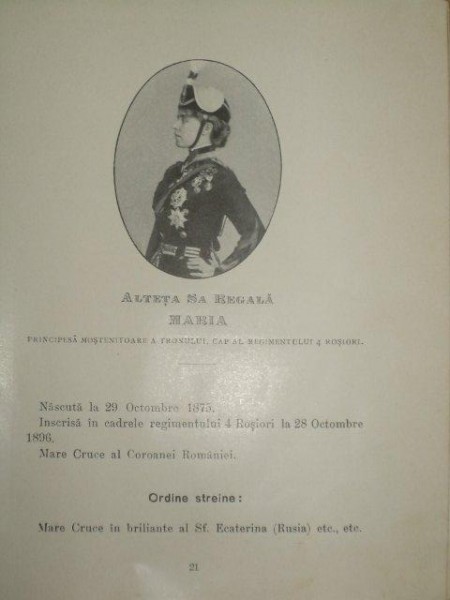 ALTEȚA SA REGALĂ
MARIA
PRINCIPESĂ MOȘTENITOARE A TRONULUI, CAP AL REGIMENTULUI 4 ROȘIORI.
Născută la 29 Octombre 1875.
Inscrisă în cadrele regimentului 4 Roșiori la 28 Octombre
1896.
Mare Cruce al Coroanei României.
Ordine streine:
Mare Cruce în briliante al Sf. Ecaterina (Rusia) etc., etc.
21